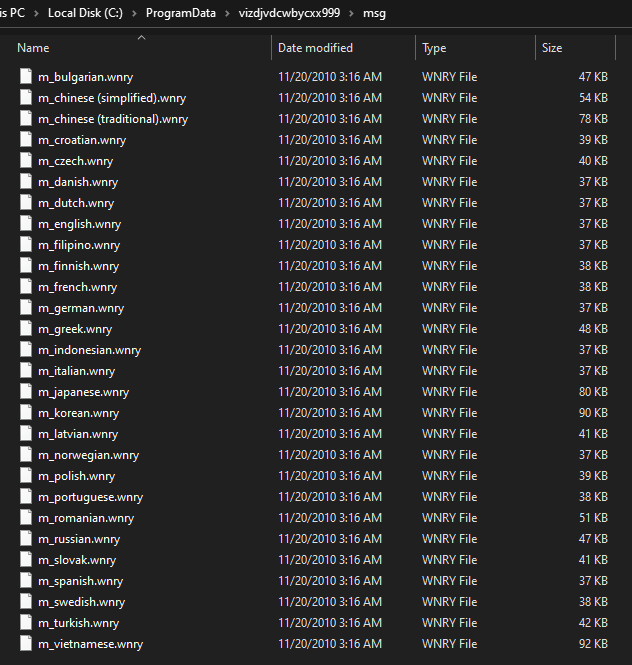 is PC > Local Disk (C:) > ProgramData > vizdjvdcwbycxx999 > msg
Name Date modified Type Size
m_bulgarian.wnry 11/20/2010 3:16 AM WNRY File 47 KB
m_chinese (simplified).wnry 11/20/2010 3:16 AM WNRY File 54 KB
m_chinese (traditional).wnry 11/20/2010 3:16 AM WNRY File 78 KB
m_croatian.wnry 11/20/2010 3:16 AM WNRY File 39 KB
m_czech.wnry 11/20/2010 3:16 AM WNRY File 40 KB
m_danish.wnry 11/20/2010 3:16 AM WNRY File 37 KB
m_dutch.wnry 11/20/2010 3:16 AM WNRY File 37 KB
m_english.wnry 11/20/2010 3:16 AM WNRY File 37 KB
m_filipino.wnry 11/20/2010 3:16 AM WNRY File 37 KB
m_finnish.wnry 11/20/2010 3:16 AM WNRY File 38 KB
m_french.wnry 11/20/2010 3:16 AM WNRY File 38 KB
m_german.wnry 11/20/2010 3:16 AM WNRY File 37 KB
m_greek.wnry 11/20/2010 3:16 AM WNRY File 48 KB
m_indonesian.wnry 11/20/2010 3:16 AM WNRY File 37 KB
m_italian.wnry 11/20/2010 3:16 AM WNRY File 37 KB
m_japanese.wnry 11/20/2010 3:16 AM WNRY File 80 KB
m_korean.wnry 11/20/2010 3:16 AM WNRY File 90 KB
m_latvian.wnry 11/20/2010 3:16 AM WNRY File 41 KB
m_norwegian.wnry 11/20/2010 3:16 AM WNRY File 37 KB
m_polish.wnry 11/20/2010 3:16 AM WNRY File 39 KB
m_portuguese.wnry 11/20/2010 3:16 AM WNRY File 38 KB
m_romanian.wnry 11/20/2010 3:16 AM WNRY File 51 KB
m_russian.wnry 11/20/2010 3:16 AM WNRY File 47 KB
m_slovak.wnry 11/20/2010 3:16 AM WNRY File 41 KB
m_spanish.wnry 11/20/2010 3:16 AM WNRY File 37 KB
m_swedish.wnry 11/20/2010 3:16 AM WNRY File 38 KB
m_turkish.wnry 11/20/2010 3:16 AM WNRY File 42 KB
m_vietnamese.wnry 11/20/2010 3:16 AM WNRY File 92 KB